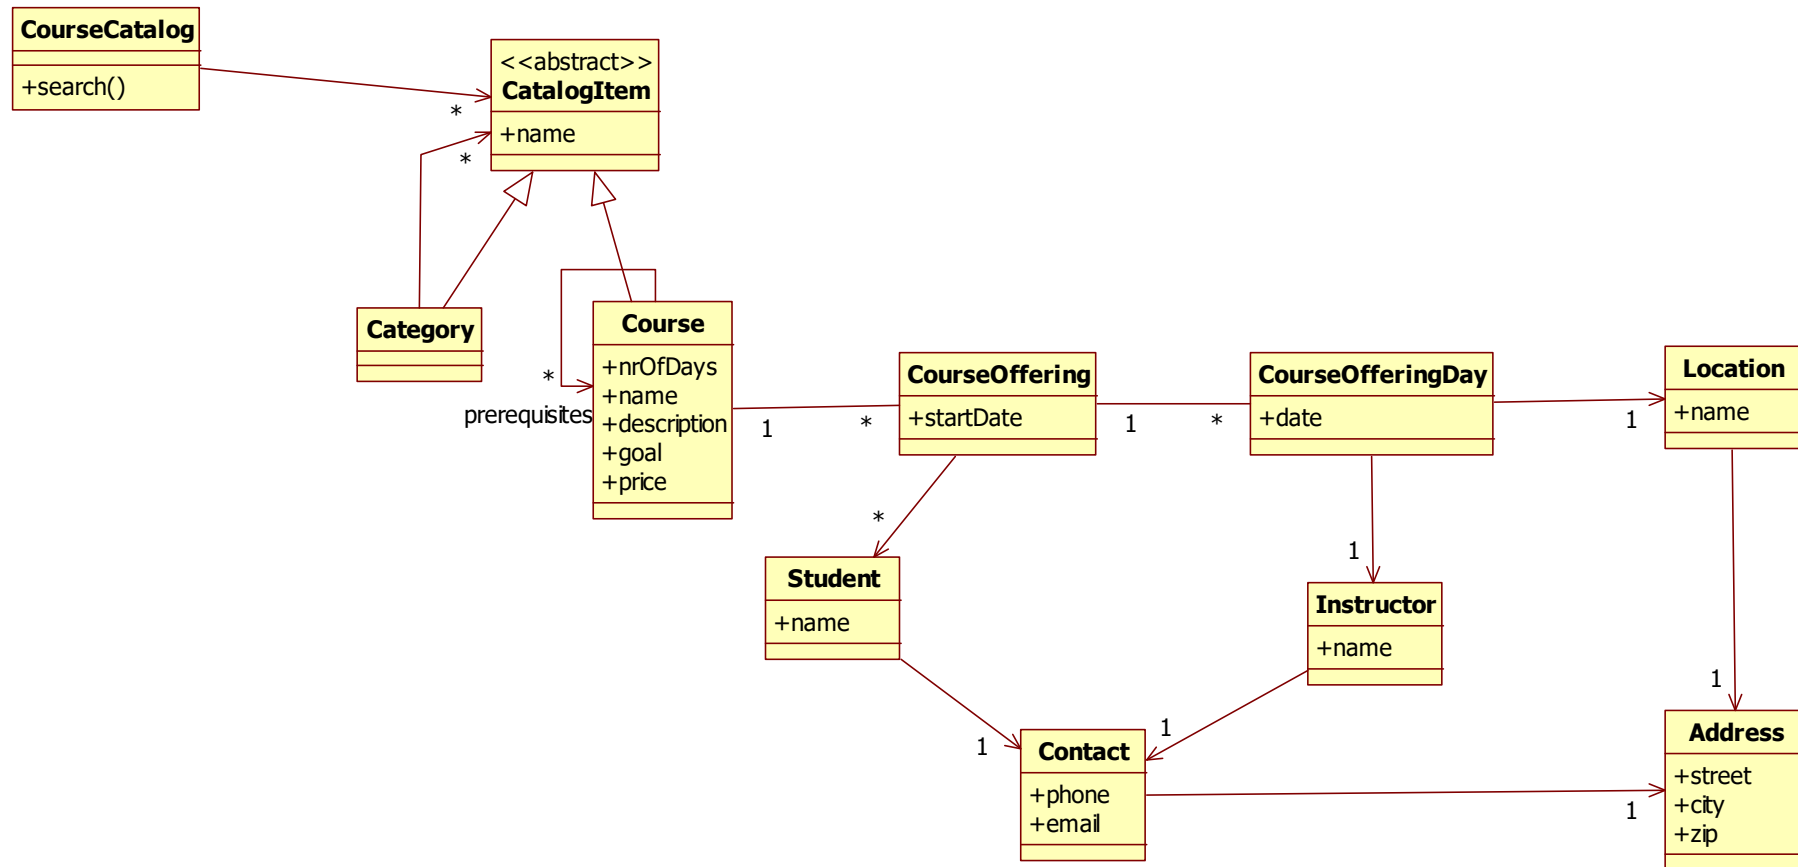 CourseCatalog
+search()
<<abstract>>
CatalogItem
+name
*
*
Category
Course
+nrOfDays
+name
+description
+goal
+price
*
prerequisites
1
*
CourseOffering
+startDate
1
*
CourseOfferingDay
+date
1
Location
+name
*
Student
+name
1
Instructor
+name
1
1
Contact
+phone
+email
1
1
Address
+street
+city
+zip